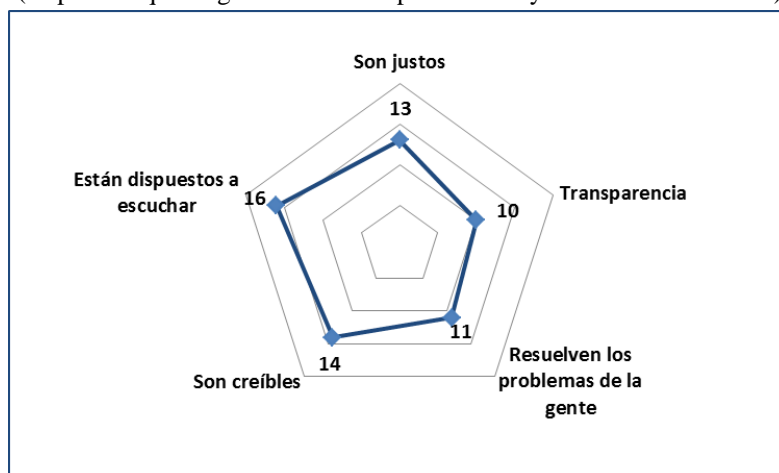 Son justos
13
Están dispuestos a
escuchar
16
10
Transparencia
11
14
Son creíbles
Resuelven los
problemas de la
gente